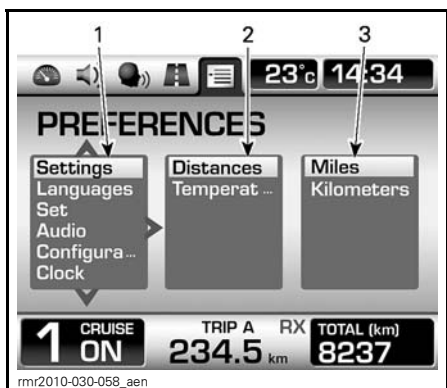 1 2 3
23°c 14:34
PREFERENCES
Settings Distances Miles
Languages Temperat ... Kilometers
Set
Audio
Configura ...
Clock
1 CRUISE ON TRIP A 234.5 km RX TOTAL (km) 8237
rmr2010-030-058_aen